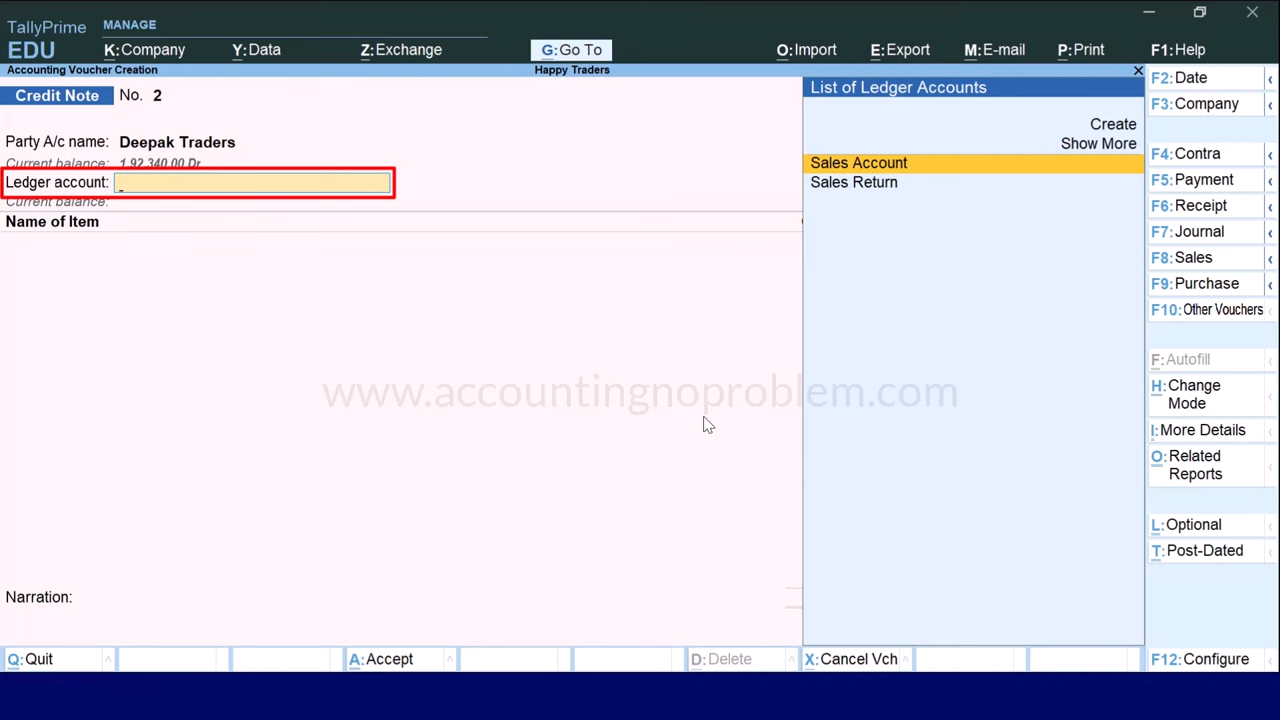 TallyPrime
EDU
MANAGE
K:Company Y:Data Z:Exchange G:Go To O:Import E:Export M:E-mail P:Print F1:Help
Accounting Voucher Creation Happy Traders
Credit Note No. 2
Party A/c name: Deepak Traders
Current balance: 1,92,340.00 Dr
Ledger account:
Current balance:
Name of Item
List of Ledger Accounts
Create
Show More
Sales Account
Sales Return
F2:Date
F3:Company
F4:Contra
F5:Payment
F6:Receipt
F7:Journal
F8:Sales
F9:Purchase
F10:Other Vouchers
F:Autofill
H:Change
Mode
I:More Details
O:Related
Reports
L:Optional
T:Post-Dated
www.accountingnoproblem.com
Narration:
Q:Quit A:Accept D:Delete X:Cancel Vch F12:Configure